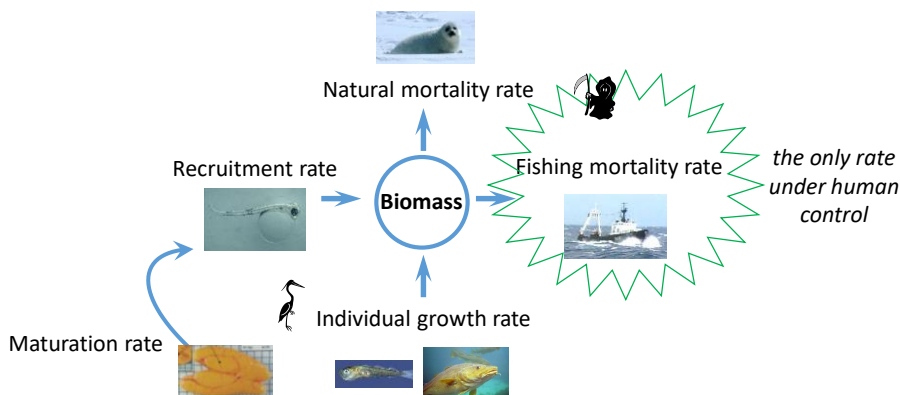 Natural mortality rate
Recruitment rate
Fishing mortality rate
the only rate
under human
control
Biomass
Individual growth rate
Maturation rate